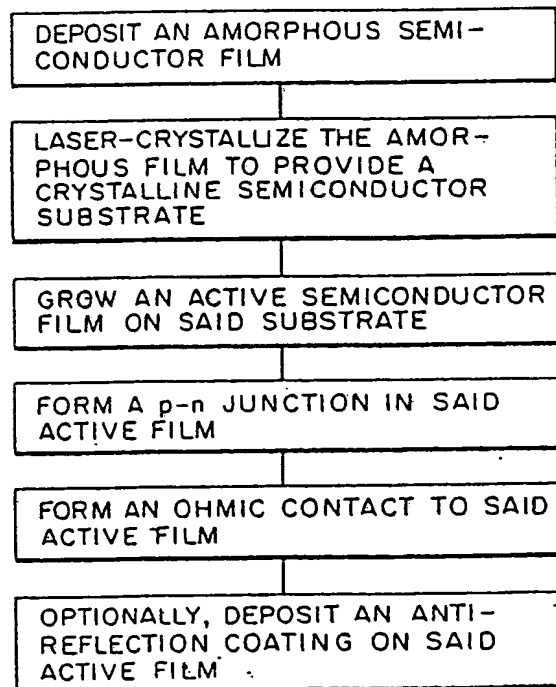 DEPOSIT AN AMORPHOUS SEMI-
CONDUCTOR FILM
LASER-CRYSTALLIZE THE AMOR-
PHOUS FILM TO PROVIDE A
CRYSTALLINE SEMICONDUCTOR
SUBSTRATE
GROW AN ACTIVE SEMICONDUCTOR
FILM ON SAID SUBSTRATE
FORM A p-n JUNCTION IN SAID
ACTIVE FILM
FORM AN OHMIC CONTACT TO SAID
ACTIVE FILM
OPTIONALLY, DEPOSIT AN ANTI-
REFLECTION COATING ON SAID
ACTIVE FILM